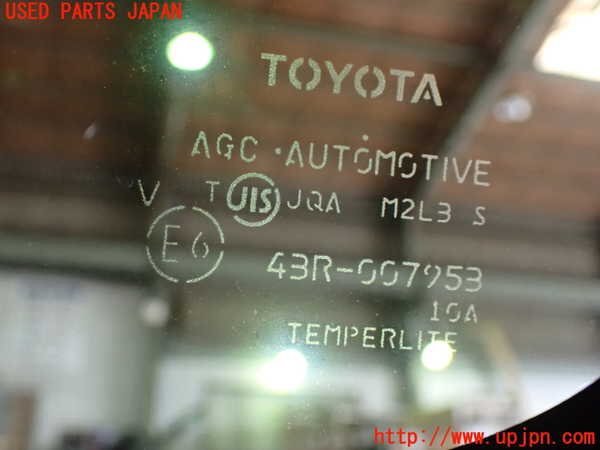 USED PARTS JAPAN
TOYOTA
AGC・AUTOMOTIVE
V T JIS JQA M2L3 S
E6 43R-007953
10A
TEMPERLITE
http://www.upjpn.com